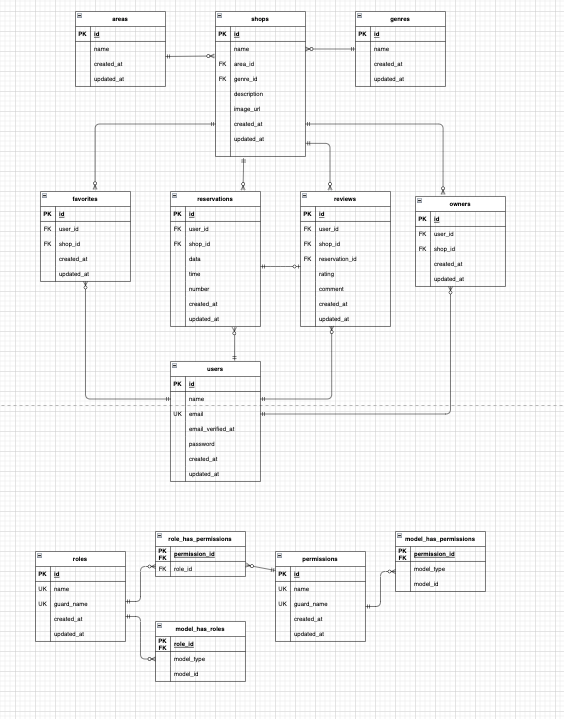 areas
PK id
name
created_at
updated_at
shops
PK id
name
FK area_id
FK genre_id
description
image_url
created_at
updated_at
genres
PK id
name
created_at
updated_at
favorites
PK id
FK user_id
FK shop_id
created_at
updated_at
reservations
PK id
FK user_id
FK shop_id
data
time
number
created_at
updated_at
reviews
PK id
FK user_id
FK shop_id
FK reservation_id
rating
comment
created_at
updated_at
owners
PK id
FK user_id
FK shop_id
created_at
updated_at
users
PK id
name
UK email
email_verified_at
password
created_at
updated_at
roles
PK id
UK name
UK guard_name
created_at
updated_at
role_has_permissions
PK
FK permission_id
FK role_id
model_has_roles
PK
FK role_id
model_type
model_id
permissions
PK id
UK name
UK guard_name
created_at
updated_at
model_has_permissions
PK
FK permission_id
model_type
model_id